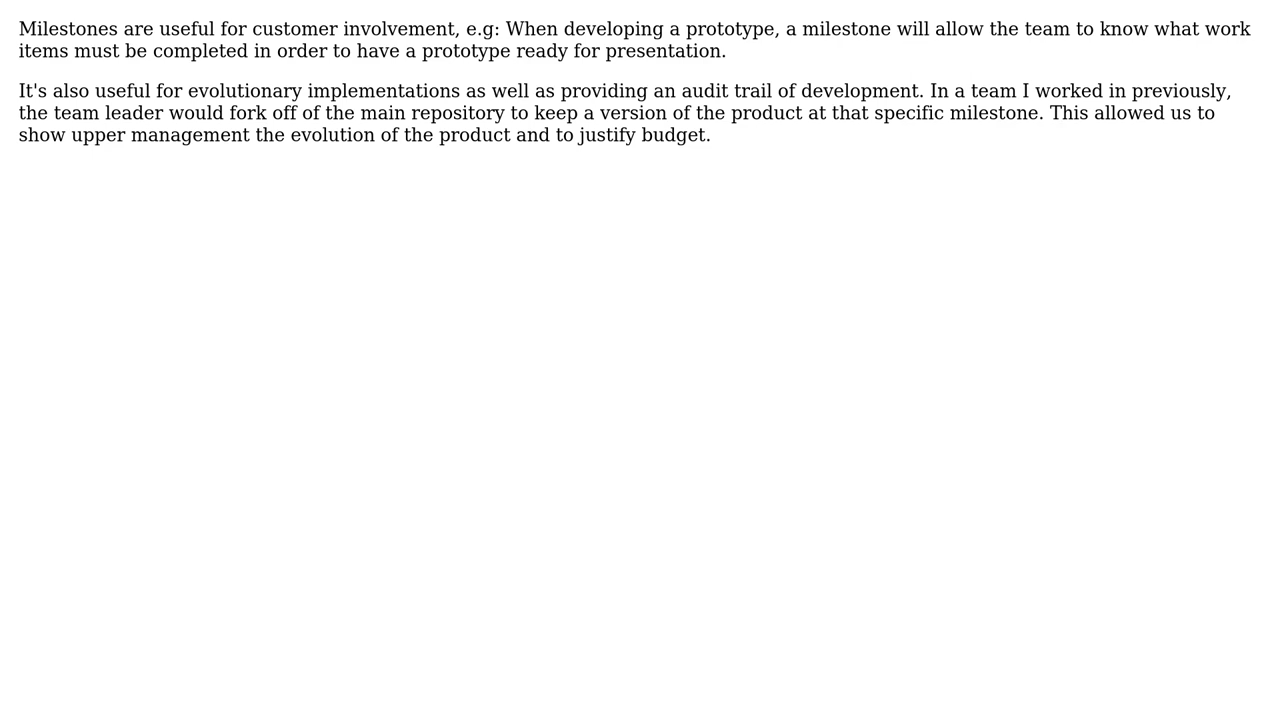 Milestones are useful for customer involvement, e.g: When developing a prototype, a milestone will allow the team to know what work
items must be completed in order to have a prototype ready for presentation.
It's also useful for evolutionary implementations as well as providing an audit trail of development. In a team I worked in previously,
the team leader would fork off of the main repository to keep a version of the product at that specific milestone. This allowed us to
show upper management the evolution of the product and to justify budget.